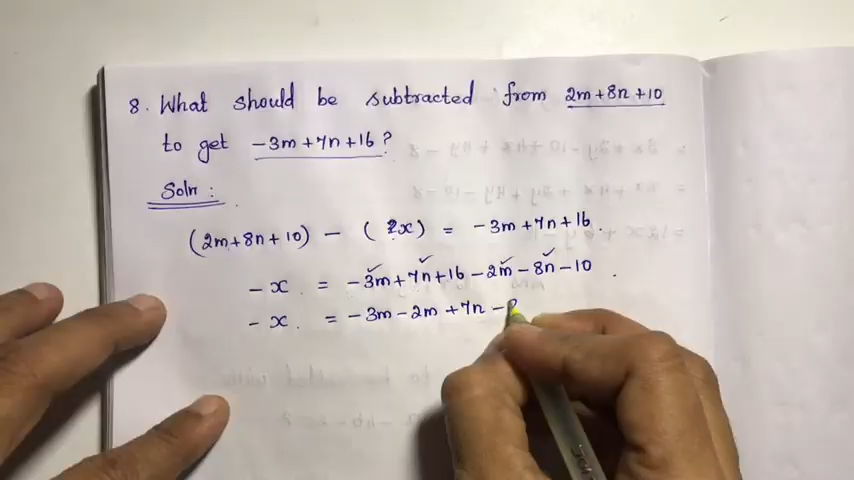 8. What should be subtracted from 2m+8n+10
to get -3m+7n+16?
Soln:
(2m+8n+10) - (?x) = -3m+7n+16.
-x = -3m+7n+16-2m-8n-10.
-x. = -3m-2m+7n-8